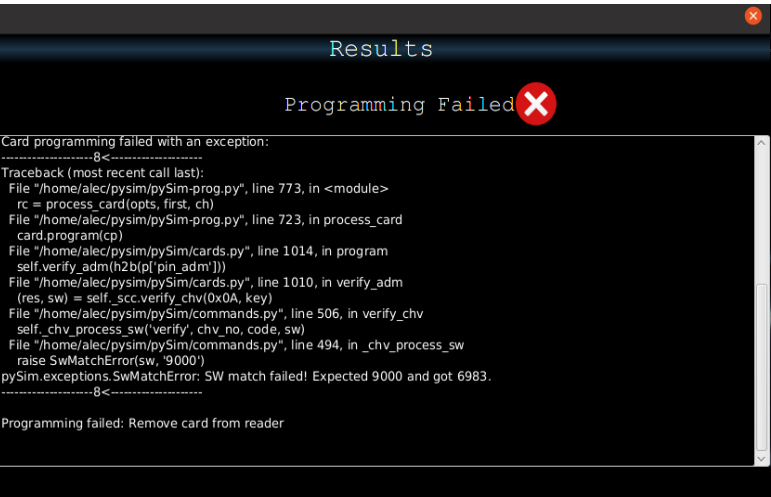 Results
Programming Failed
Card programming failed with an exception:
---------------------8<---------------------
Traceback (most recent call last):
File "/home/alec/pysim/pySim-prog.py", line 773, in <module>
rc = process_card(opts, first, ch)
File "/home/alec/pysim/pySim-prog.py", line 723, in process_card
card.program(cp)
File "/home/alec/pysim/pySim/cards.py", line 1014, in program
self.verify_adm(h2b(p['pin_adm']))
File "/home/alec/pysim/pySim/cards.py", line 1010, in verify_adm
(res, sw) = self._scc.verify_chv(0x0A, key)
File "/home/alec/pysim/pySim/commands.py", line 506, in verify_chv
self._chv_process_sw('verify', chv_no, code, sw)
File "/home/alec/pysim/pySim/commands.py", line 494, in _chv_process_sw
raise SwMatchError(sw, '9000')
pySim.exceptions.SwMatchError: SW match failed! Expected 9000 and got 6983.
---------------------8<---------------------
Programming failed: Remove card from reader